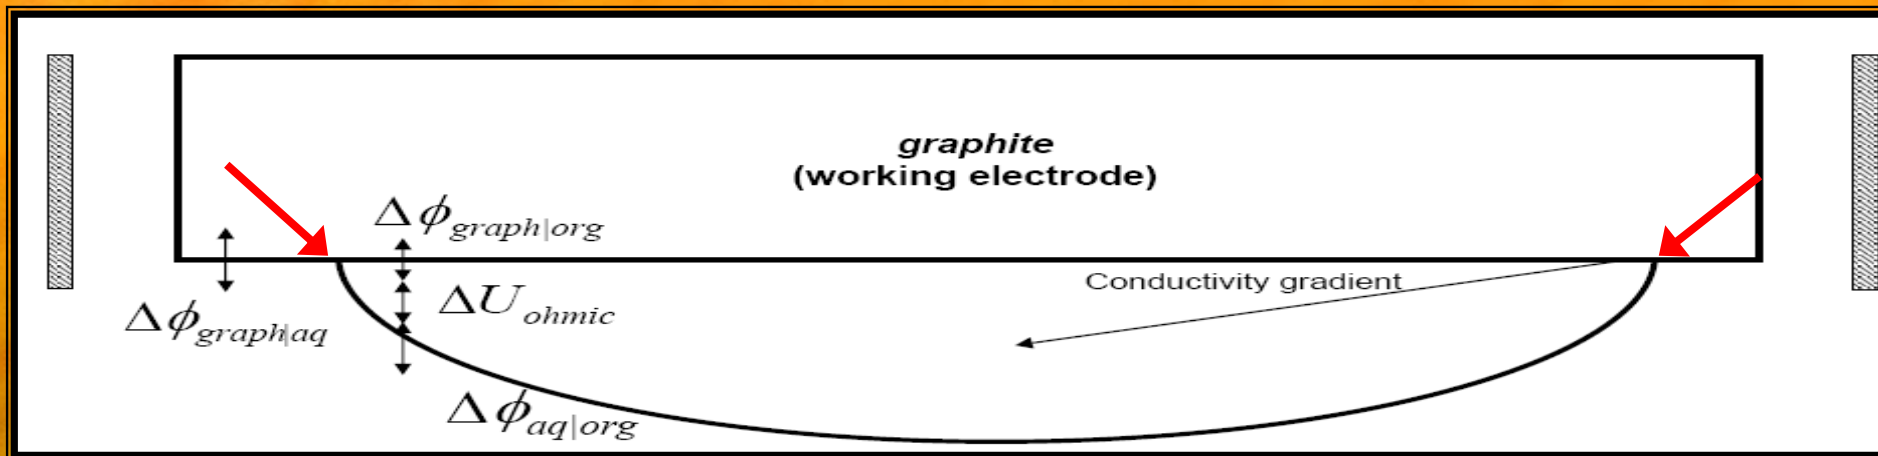 graphite
(working electrode)
Δϕgraph|org
Conductivity gradient
ΔUohmic
Δϕgraph|aq
Δϕaq|org